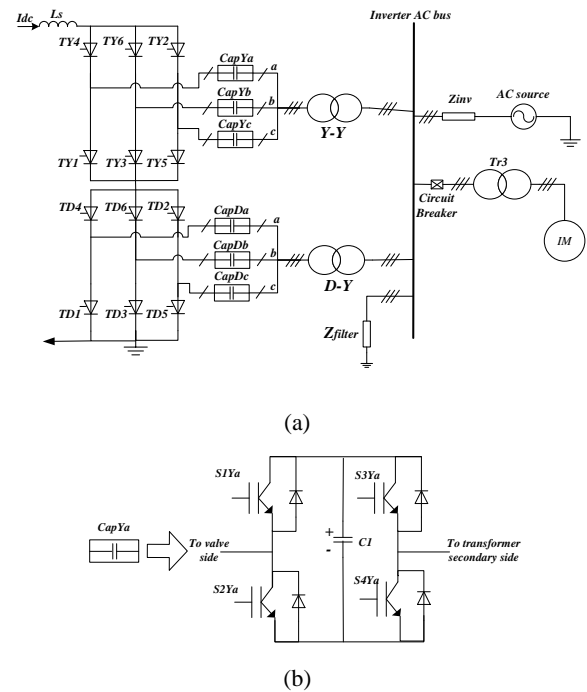 Idc Ls
TY4 TY6 TY2
CapYa a
CapYb b
CapYc c
Y-Y
TY1 TY3 TY5
TD4 TD6 TD2
CapDa a
CapDb b
CapDc c
D-Y
TD1 TD3 TD5
Inverter AC bus
Zinv
AC source
Tr3
Circuit
Breaker
IM
Zfilter
(a)
S1Ya
S3Ya
CapYa
To valve
side
+
-
C1
To transformer
secondary side
S2Ya
S4Ya
(b)